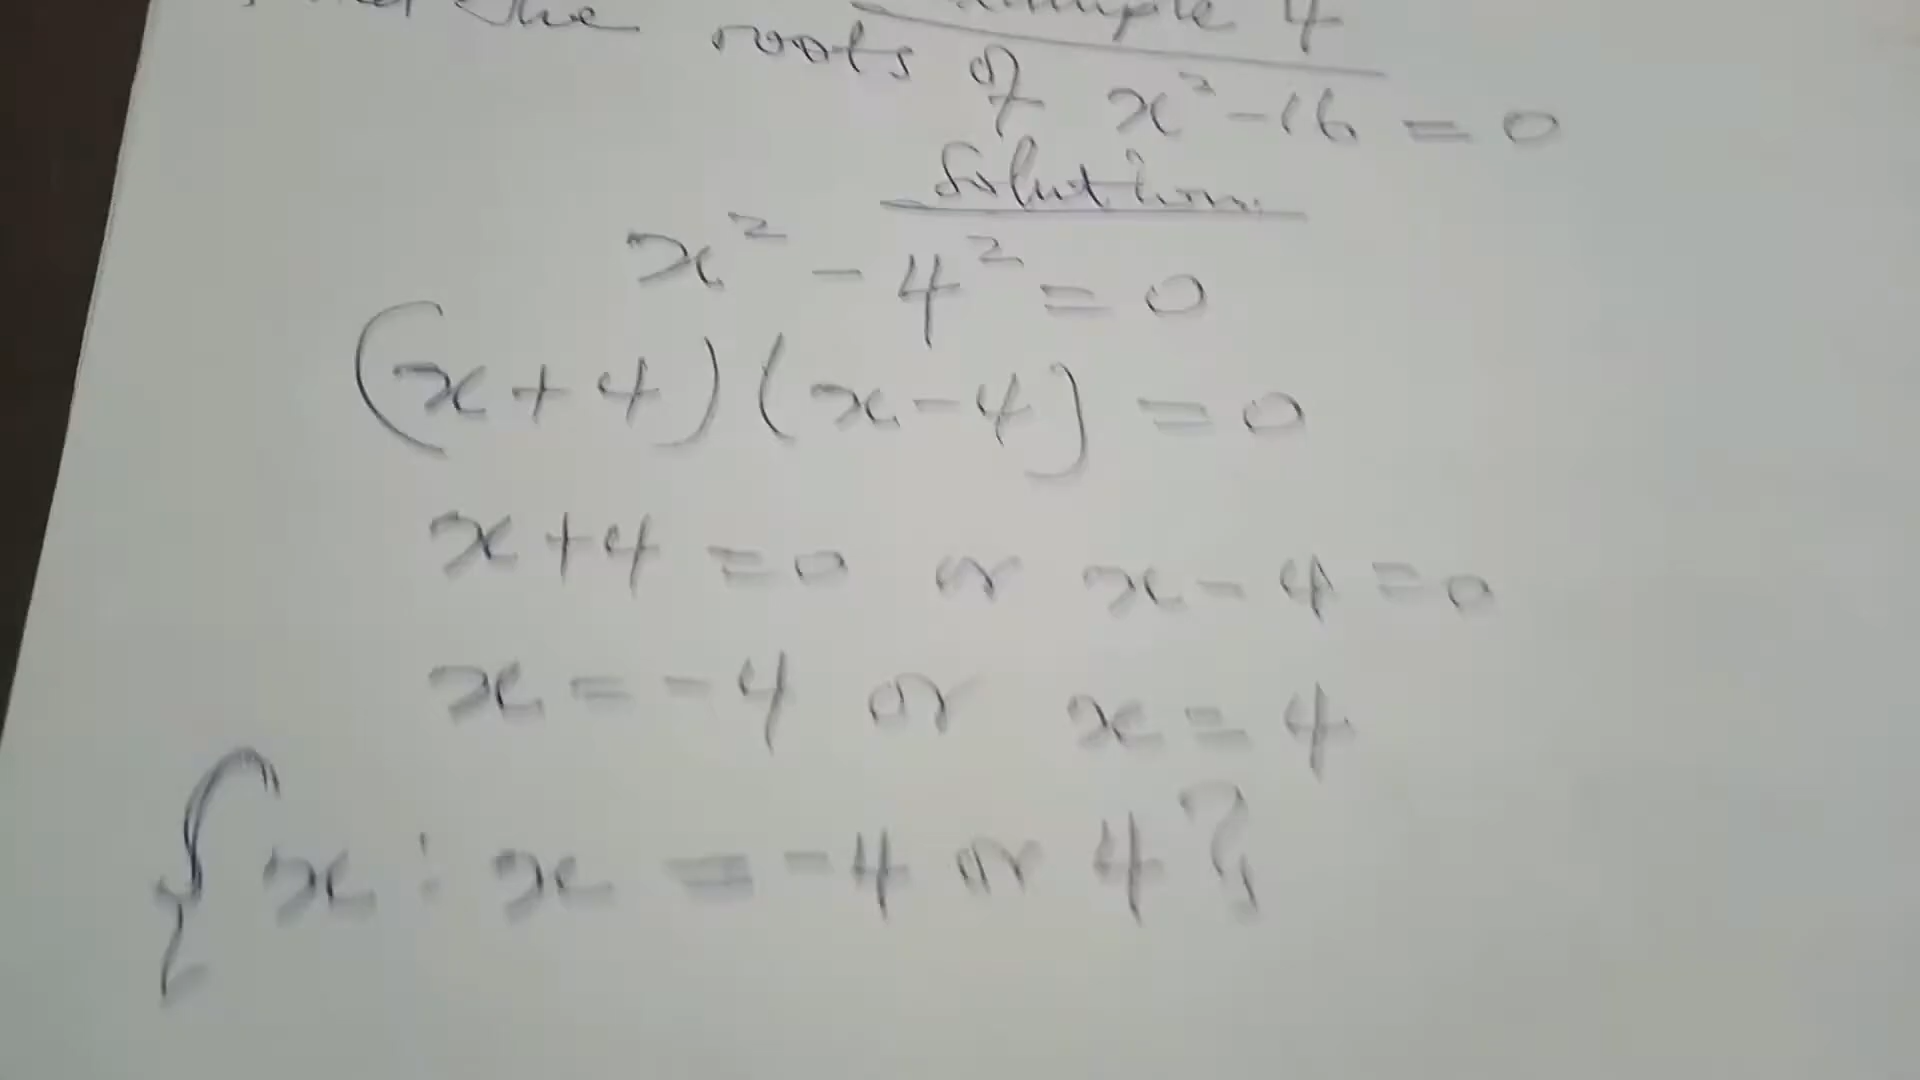 Example 4
the roots of x² - 16 = 0
Solution
x² - 4² = 0
(x + 4)(x - 4) = 0
x + 4 = 0 or x - 4 = 0
x = - 4 or x = 4
{x : x = - 4 or 4}